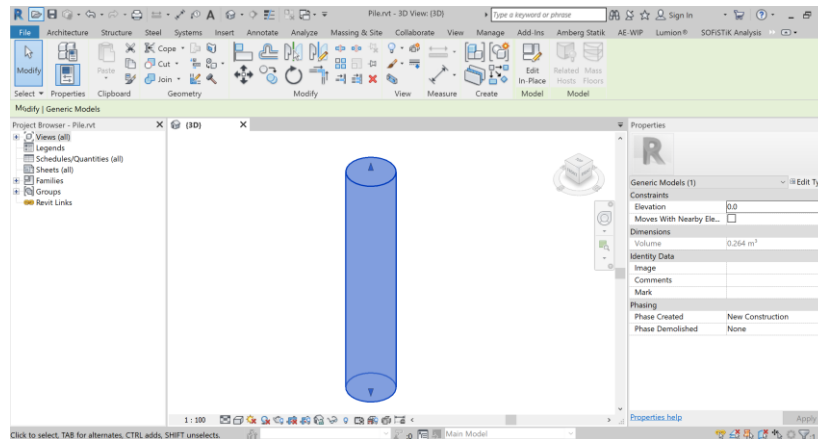 Pile.rvt - 3D View: {3D}
Type a keyword or phrase
Sign In
File Architecture Structure Steel Systems Insert Annotate Analyze Massing & Site Collaborate View Manage Add-Ins Amberg Statik AE-WIP Lumion® SOFiSTiK Analysis
Modify
Paste
Cope
Cut
Join
Edit In-Place
Related Hosts
Mass Floors
Select Properties Clipboard Geometry Modify View Measure Create Model Model
Modify | Generic Models
Project Browser - Pile.rvt
{3D}
Properties
Views (all)
Legends
Schedules/Quantities (all)
Sheets (all)
Families
Groups
Revit Links
Generic Models (1)
Edit Ty
Constraints
Elevation 0.0
Moves With Nearby Ele...
Dimensions
Volume 0.264 m³
Identity Data
Image
Comments
Mark
Phasing
Phase Created New Construction
Phase Demolished None
1 : 100
Properties help
Apply
Click to select, TAB for alternates, CTRL adds, SHIFT unselects.
:0
Main Model